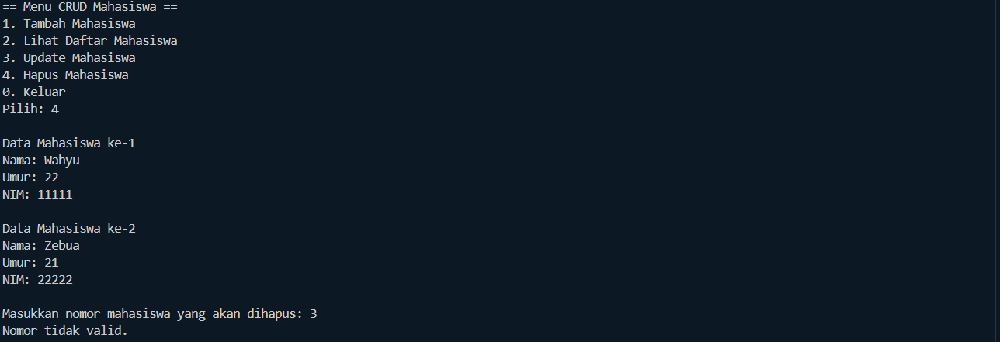 == Menu CRUD Mahasiswa ==
1. Tambah Mahasiswa
2. Lihat Daftar Mahasiswa
3. Update Mahasiswa
4. Hapus Mahasiswa
0. Keluar
Pilih: 4
Data Mahasiswa ke-1
Nama: Wahyu
Umur: 22
NIM: 11111
Data Mahasiswa ke-2
Nama: Zebua
Umur: 21
NIM: 22222
Masukkan nomor mahasiswa yang akan dihapus: 3
Nomor tidak valid.